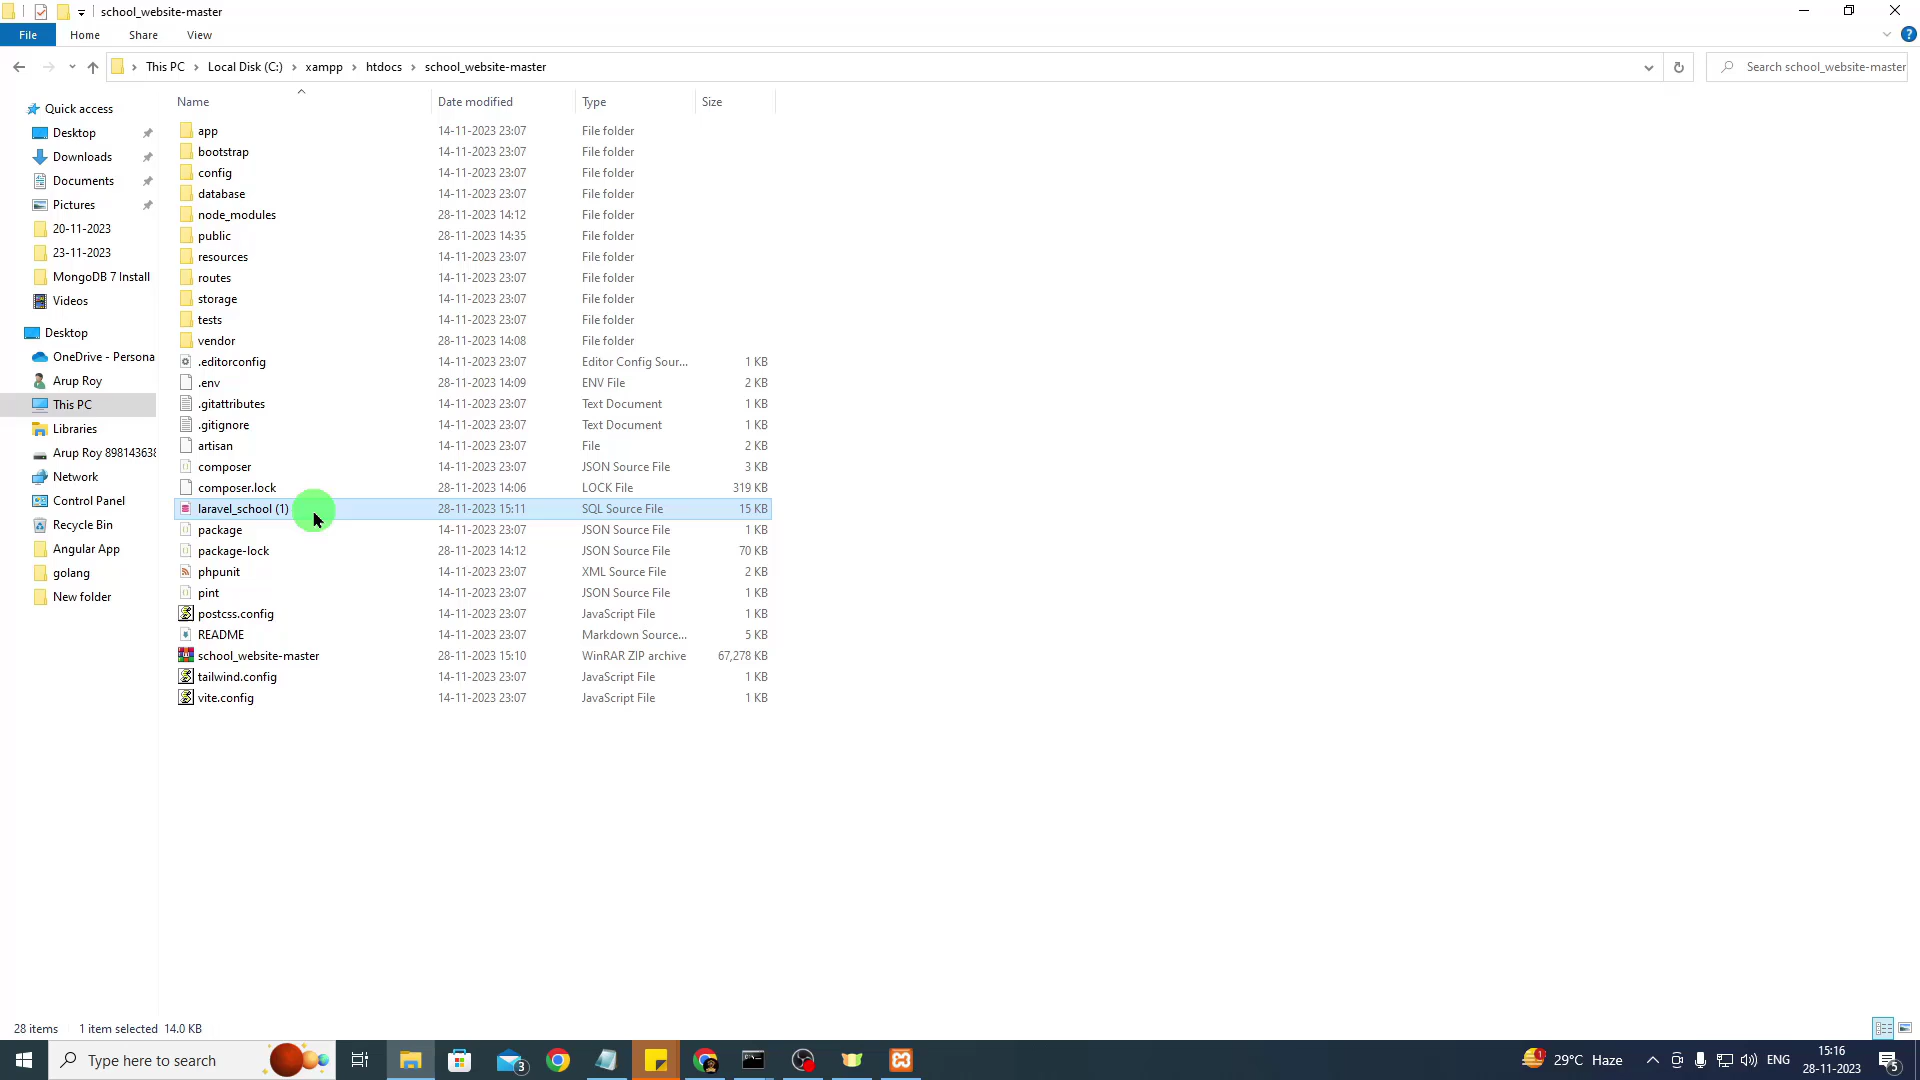 school_website-master
File Home Share View
This PC Local Disk (C:) xampp htdocs school_website-master Search school_website-master
Name Date modified Type Size
Quick access
Desktop
Downloads
Documents
Pictures
20-11-2023
23-11-2023
MongoDB 7 Install
Videos
Desktop
OneDrive - Persona
Arup Roy
This PC
Libraries
Arup Roy 898143638
Network
Control Panel
Recycle Bin
Angular App
golang
New folder
app 14-11-2023 23:07 File folder
bootstrap 14-11-2023 23:07 File folder
config 14-11-2023 23:07 File folder
database 14-11-2023 23:07 File folder
node_modules 28-11-2023 14:12 File folder
public 28-11-2023 14:35 File folder
resources 14-11-2023 23:07 File folder
routes 14-11-2023 23:07 File folder
storage 14-11-2023 23:07 File folder
tests 14-11-2023 23:07 File folder
vendor 28-11-2023 14:08 File folder
.editorconfig 14-11-2023 23:07 Editor Config Sour... 1 KB
.env 28-11-2023 14:09 ENV File 2 KB
.gitattributes 14-11-2023 23:07 Text Document 1 KB
.gitignore 14-11-2023 23:07 Text Document 1 KB
artisan 14-11-2023 23:07 File 2 KB
composer 14-11-2023 23:07 JSON Source File 3 KB
composer.lock 28-11-2023 14:06 LOCK File 319 KB
laravel_school (1) 28-11-2023 15:11 SQL Source File 15 KB
package 14-11-2023 23:07 JSON Source File 1 KB
package-lock 28-11-2023 14:12 JSON Source File 70 KB
phpunit 14-11-2023 23:07 XML Source File 2 KB
pint 14-11-2023 23:07 JSON Source File 1 KB
postcss.config 14-11-2023 23:07 JavaScript File 1 KB
README 14-11-2023 23:07 Markdown Source... 5 KB
school_website-master 28-11-2023 15:10 WinRAR ZIP archive 67,278 KB
tailwind.config 14-11-2023 23:07 JavaScript File 1 KB
vite.config 14-11-2023 23:07 JavaScript File 1 KB
28 items 1 item selected 14.0 KB
Type here to search 3 1 29°C Haze ENG 15:16 5
28-11-2023